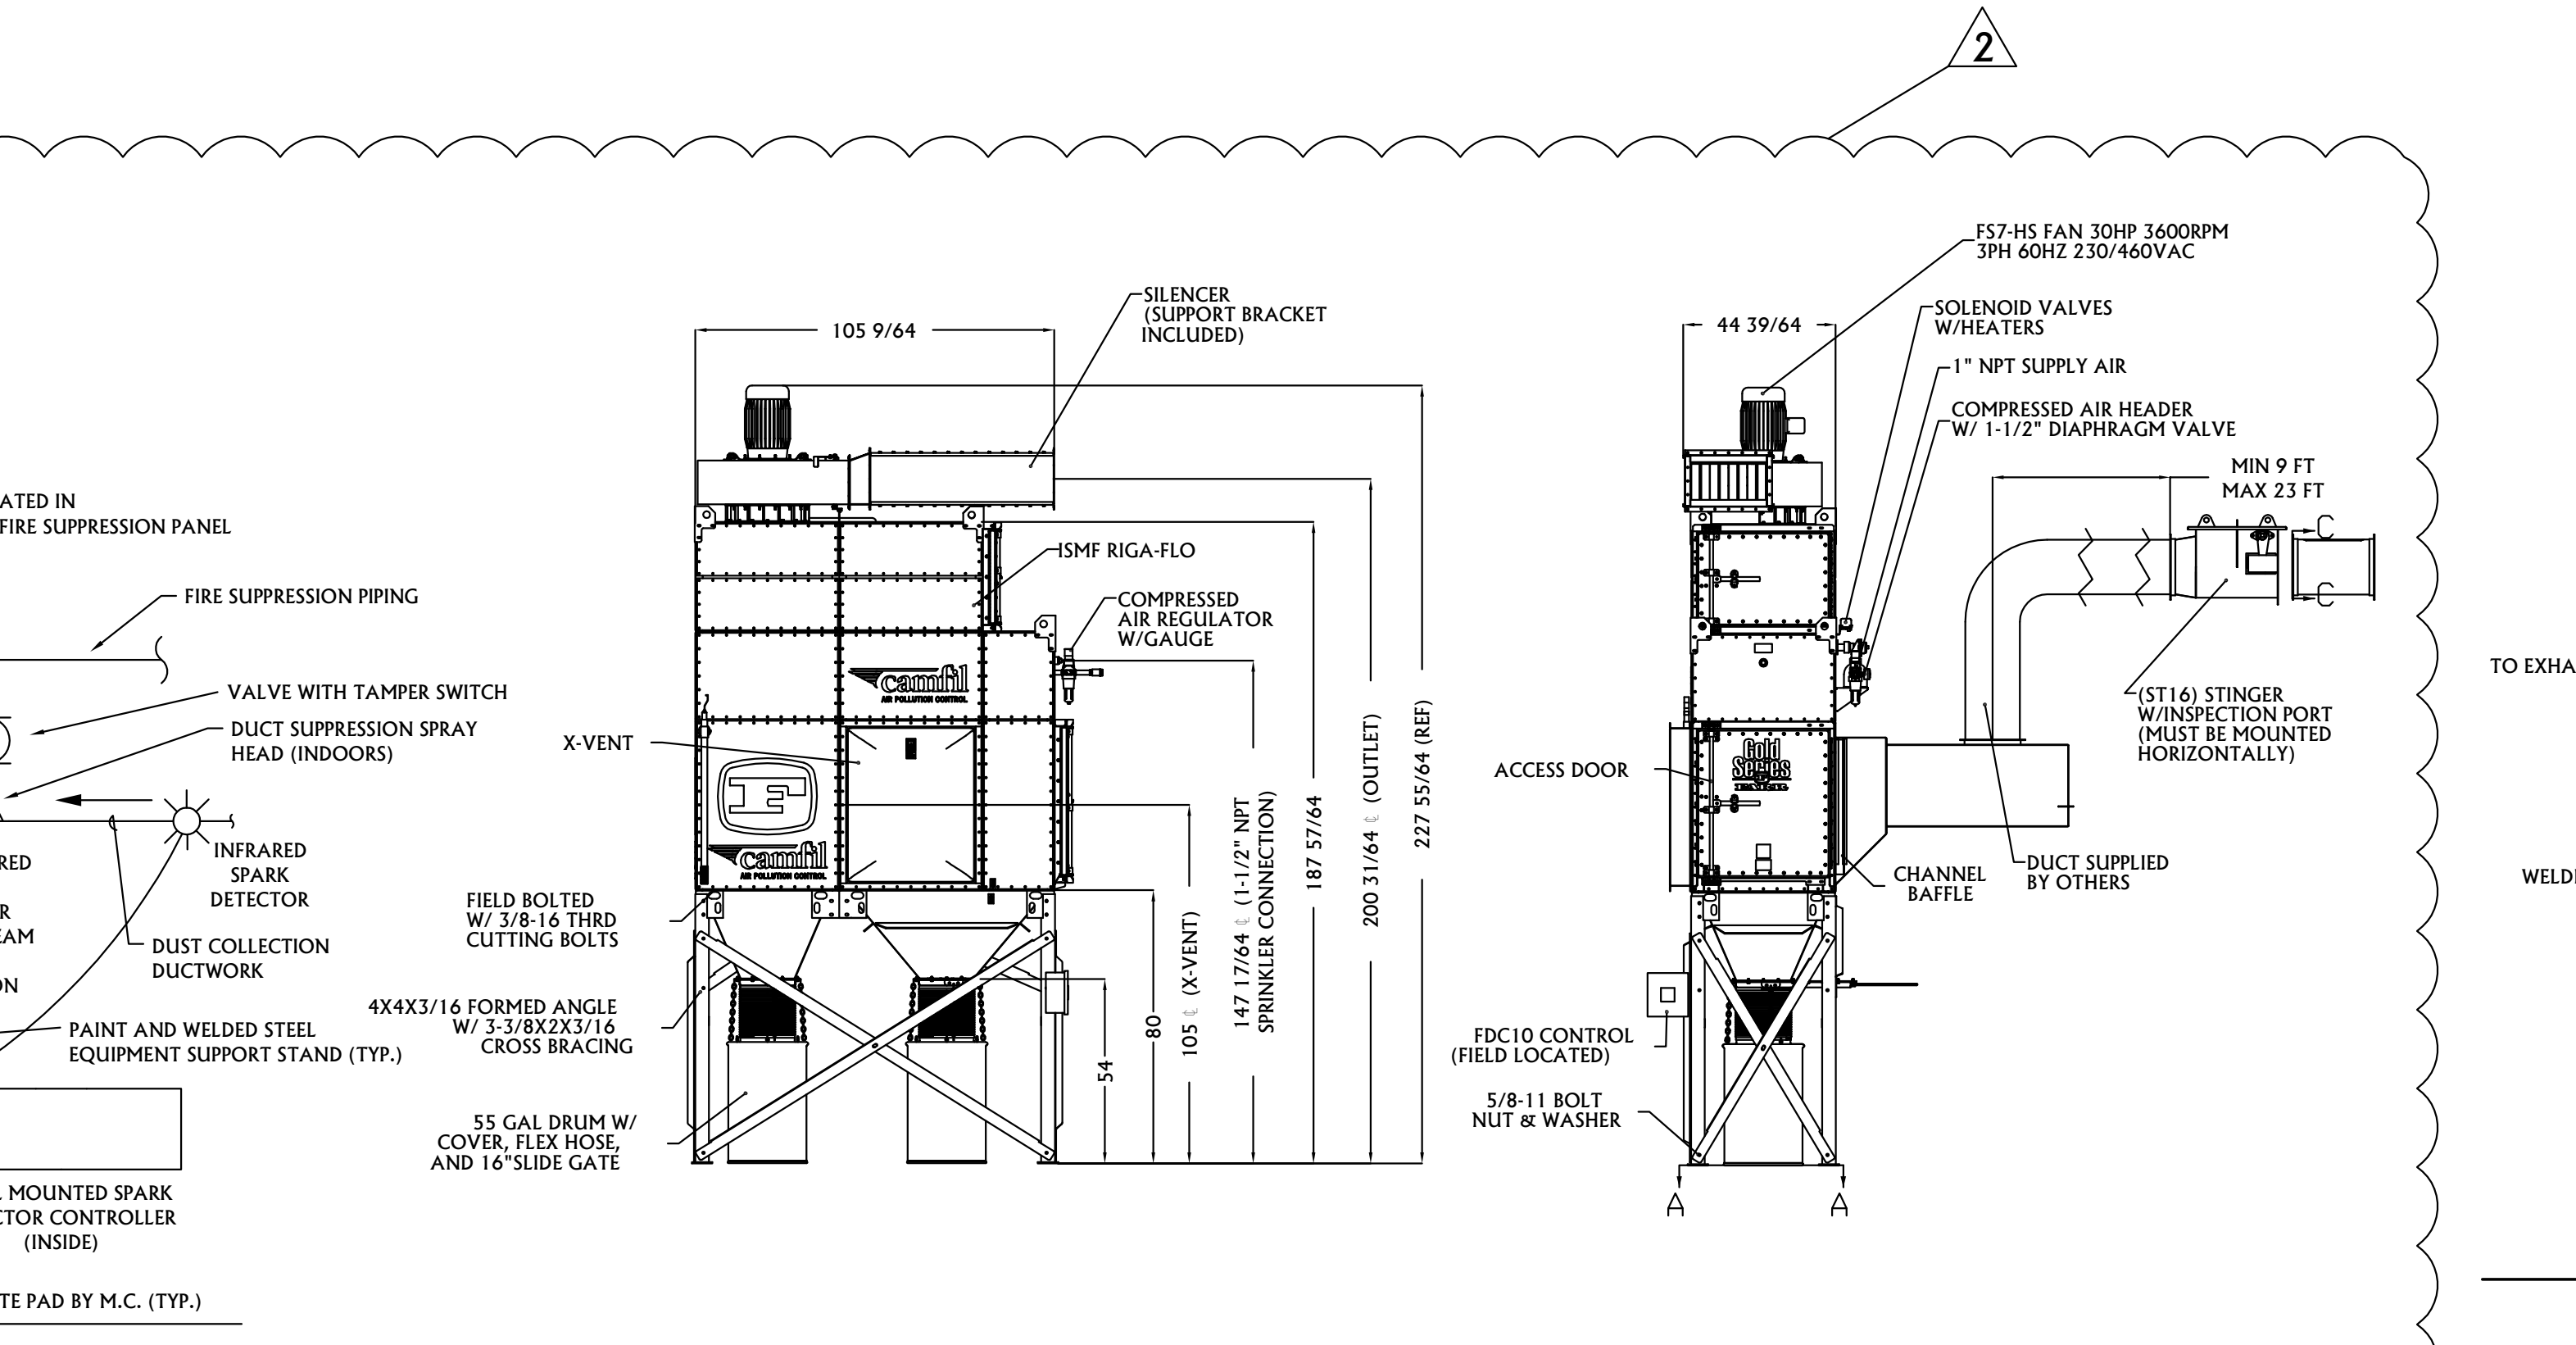 2
ATED IN
FIRE SUPPRESSION PANEL
FIRE SUPPRESSION PIPING
VALVE WITH TAMPER SWITCH
DUCT SUPPRESSION SPRAY
HEAD (INDOORS)
INFRARED
SPARK
DETECTOR
RED
R
EAM
ON
DUST COLLECTION
DUCTWORK
PAINT AND WELDED STEEL
EQUIPMENT SUPPORT STAND (TYP.)
MOUNTED SPARK
CTOR CONTROLLER
(INSIDE)
TE PAD BY M.C. (TYP.)
105 9/64
SILENCER
(SUPPORT BRACKET
INCLUDED)
ISMF RIGA-FLO
COMPRESSED
AIR REGULATOR
W/GAUGE
camfil
AIR POLLUTION CONTROL
X-VENT
F
camfil
AIR POLLUTION CONTROL
FIELD BOLTED
W/ 3/8-16 THRD
CUTTING BOLTS
4X4X3/16 FORMED ANGLE
W/ 3-3/8X2X3/16
CROSS BRACING
55 GAL DRUM W/
COVER, FLEX HOSE,
AND 16"SLIDE GATE
54
80
105 ℄ (X-VENT)
147 17/64 ℄ (1-1/2" NPT
SPRINKLER CONNECTION)
187 57/64
200 31/64 ℄ (OUTLET)
227 55/64 (REF)
44 39/64
FS7-HS FAN 30HP 3600RPM
3PH 60HZ 230/460VAC
SOLENOID VALVES
W/HEATERS
1" NPT SUPPLY AIR
COMPRESSED AIR HEADER
W/ 1-1/2" DIAPHRAGM VALVE
MIN 9 FT
MAX 23 FT
C
C
(ST16) STINGER
W/INSPECTION PORT
(MUST BE MOUNTED
HORIZONTALLY)
ACCESS DOOR
Gold
Series
CHANNEL
BAFFLE
DUCT SUPPLIED
BY OTHERS
FDC10 CONTROL
(FIELD LOCATED)
5/8-11 BOLT
NUT & WASHER
A
A
TO EXHA
WELD